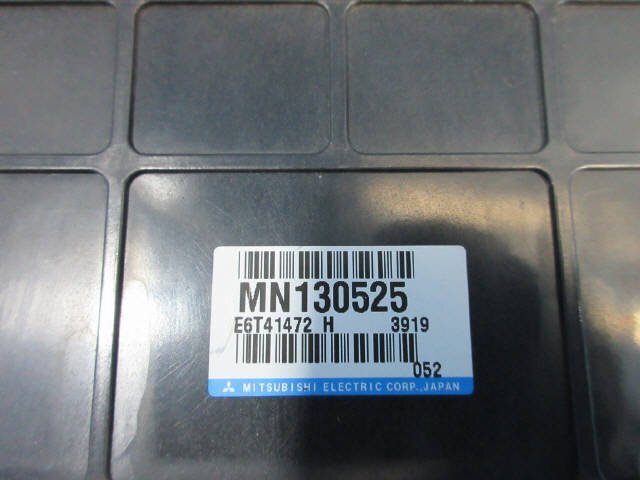 MN130525
E6T41472 H 3919
052
MITSUBISHI ELECTRIC CORP., JAPAN